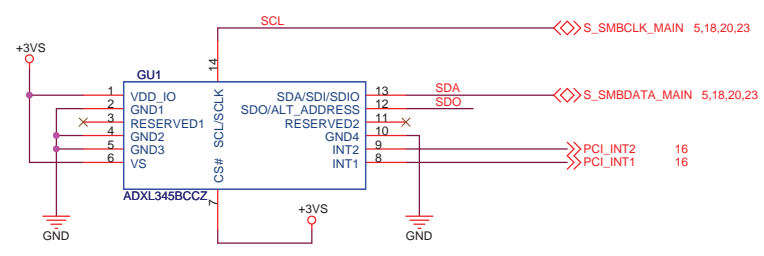 SCL
S_SMBCLK_MAIN 5,18,20,23
+3VS
GU1
14
1 VDD_IO SDA/SDI/SDIO 13 SDA S_SMBDATA_MAIN 5,18,20,23
2 GND1 SDO/ALT_ADDRESS 12 SDO
3 RESERVED1 RESERVED2 11
4 GND2 GND4 10
5 GND3 INT2 9 PCI_INT2 16
6 VS INT1 8 PCI_INT1 16
SCL/SCLK
CS#
ADXL345BCCZ
7
+3VS
GND
GND